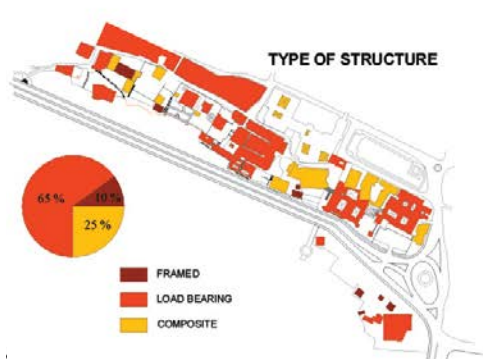 TYPE OF STRUCTURE
65 %
10 %
25 %
FRAMED
LOAD BEARING
COMPOSITE